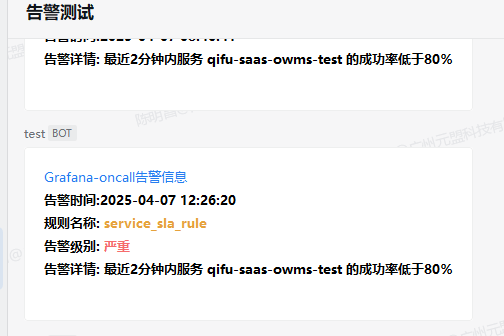 告警测试
告警详情: 最近2分钟内服务 qifu-saas-owms-test 的成功率低于80%
test BOT
Grafana-oncall告警信息
告警时间:2025-04-07 12:26:20
规则名称: service_sla_rule
告警级别: 严重
告警详情: 最近2分钟内服务 qifu-saas-owms-test 的成功率低于80%